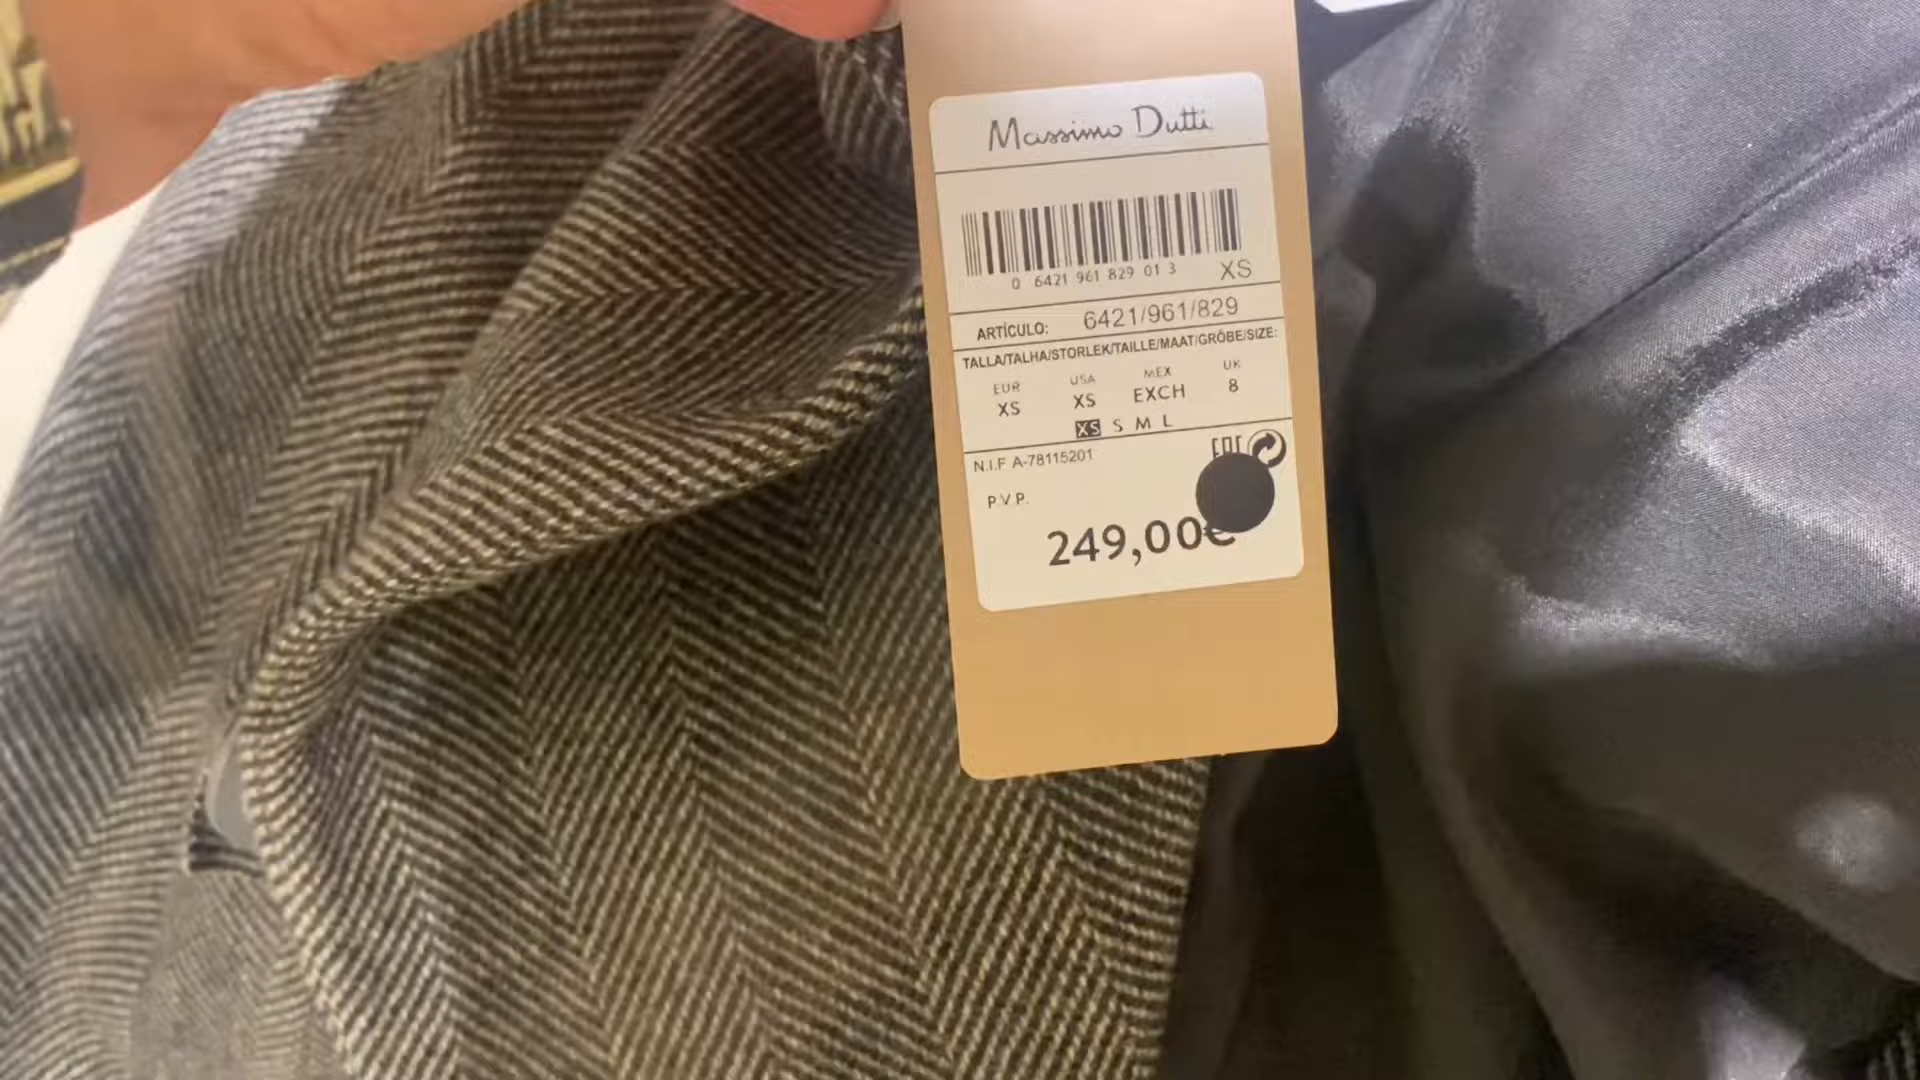 Massimo Dutti
0 6421 961 829 01 3 XS
ARTÍCULO: 6421/961/829
TALLA/TALHA/STORLEK/TAILLE/MAAT/GRÖBE/SIZE:
EUR USA MEX UK
XS XS EXCH 8
XS S M L
N.I.F A-78115201
P.V.P.
249,00€